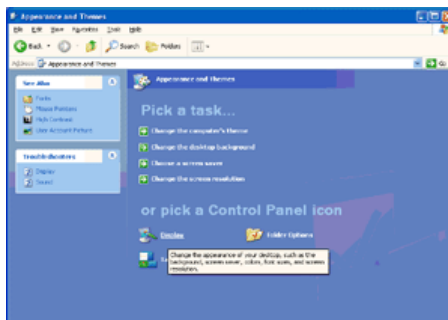 Appearance and Themes
File Edit View Favorites Tools Help
Back Search Folders
Address Appearance and Themes Go
See Also
Fonts
Mouse Pointers
High Contrast
User Account Picture
Troubleshooters
Display
Sound
Appearance and Themes
Pick a task...
Change the computer's theme
Change the desktop background
Choose a screen saver
Change the screen resolution
or pick a Control Panel icon
Display Folder Options
Change the appearance of your desktop, such as the
background, screen saver, colors, font sizes, and screen
resolution.